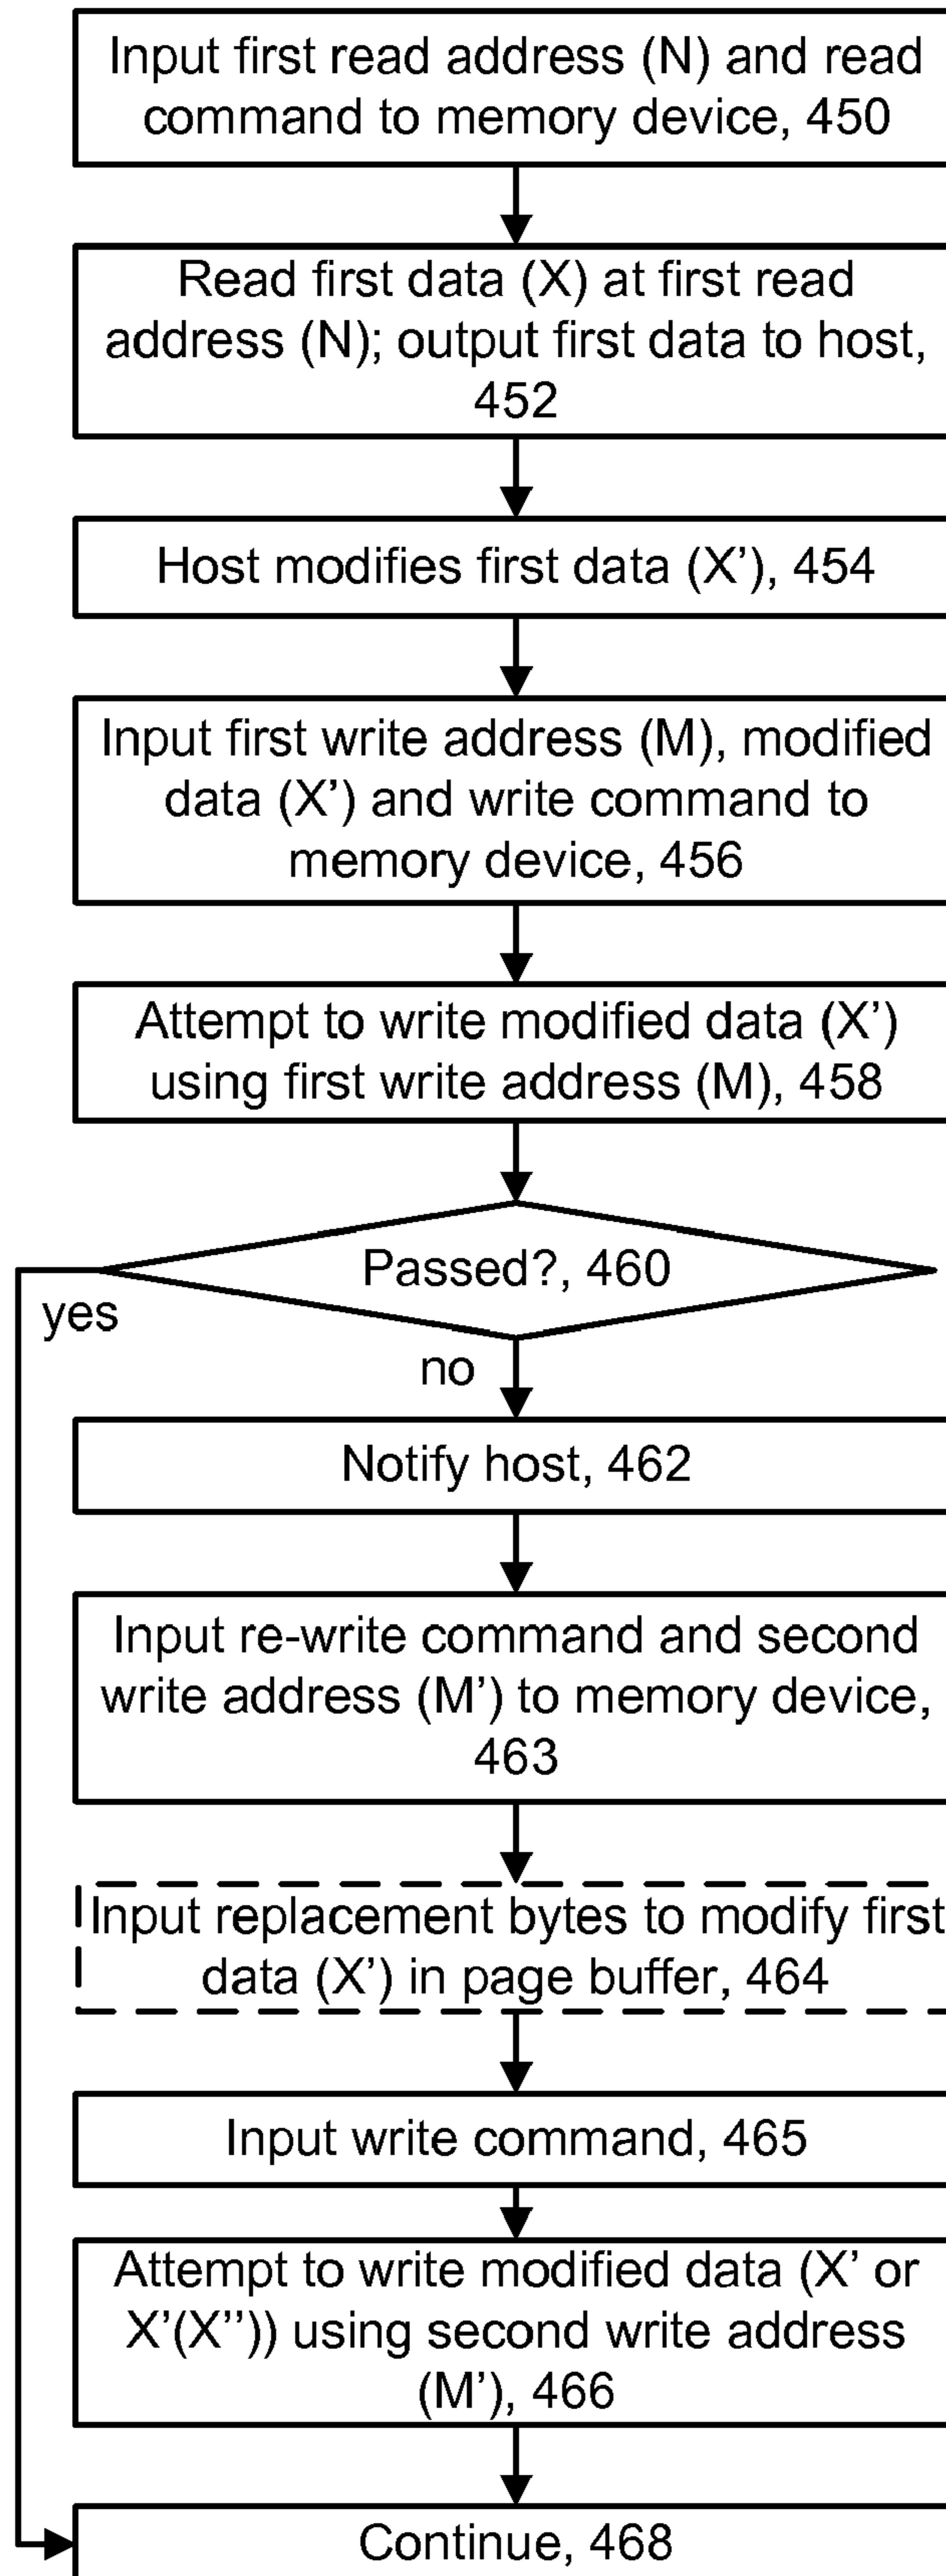 Input first read address (N) and read
command to memory device, 450
Read first data (X) at first read
address (N); output first data to host,
452
Host modifies first data (X’), 454
Input first write address (M), modified
data (X’) and write command to
memory device, 456
Attempt to write modified data (X’)
using first write address (M), 458
Passed?, 460
yes
no
Notify host, 462
Input re-write command and second
write address (M’) to memory device,
463
Input replacement bytes to modify first
data (X’) in page buffer, 464
Input write command, 465
Attempt to write modified data (X’ or
X’(X’’)) using second write address
(M’), 466
Continue, 468